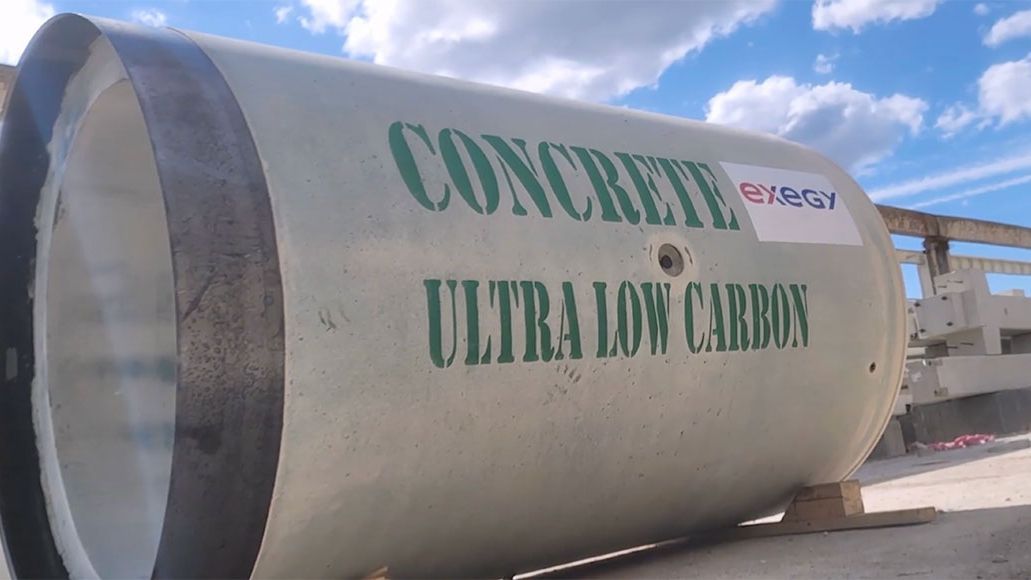 CONCRETE
exegy
ULTRA LOW CARBON